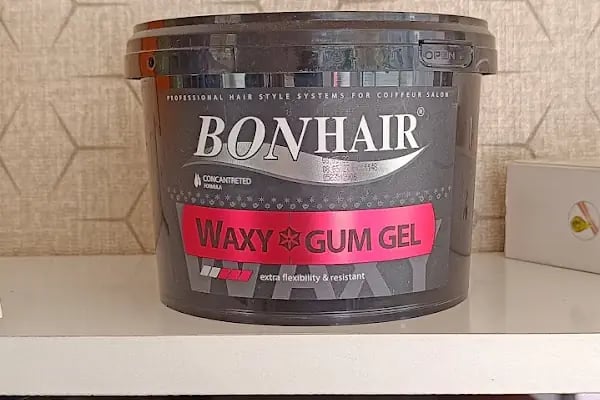 OPEN
PROFESSIONAL HAIR STYLE SYSTEMS FOR COIFFEUR SALON
BONHAIR®
CONCANTRETED
FORMULA
WAXY GUM GEL
extra flexibility & resistant
WAXY